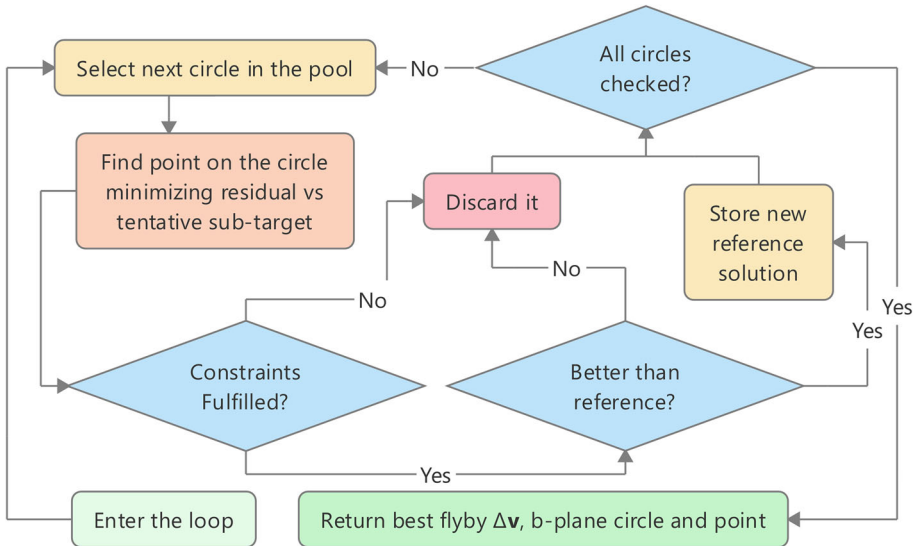 Select next circle in the pool
No
All circles
checked?
Find point on the circle
minimizing residual vs
tentative sub-target
Discard it
Store new
reference
solution
No
No
Yes
Yes
Constraints
Fulfilled?
Better than
reference?
Yes
Enter the loop
Return best flyby Δv, b-plane circle and point